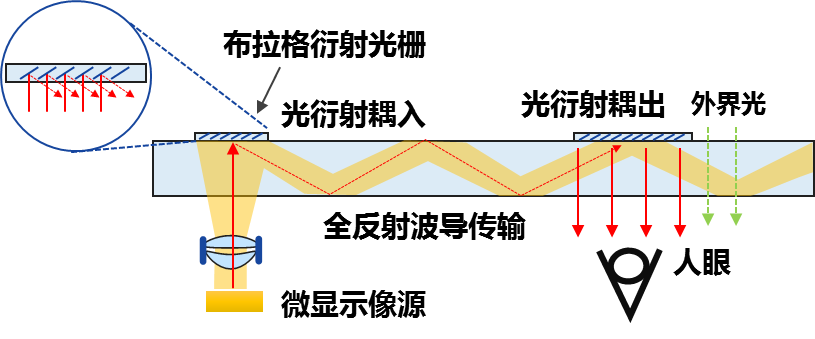 布拉格衍射光栅
光衍射耦入
光衍射耦出
外界光
全反射波导传输
人眼
微显示像源